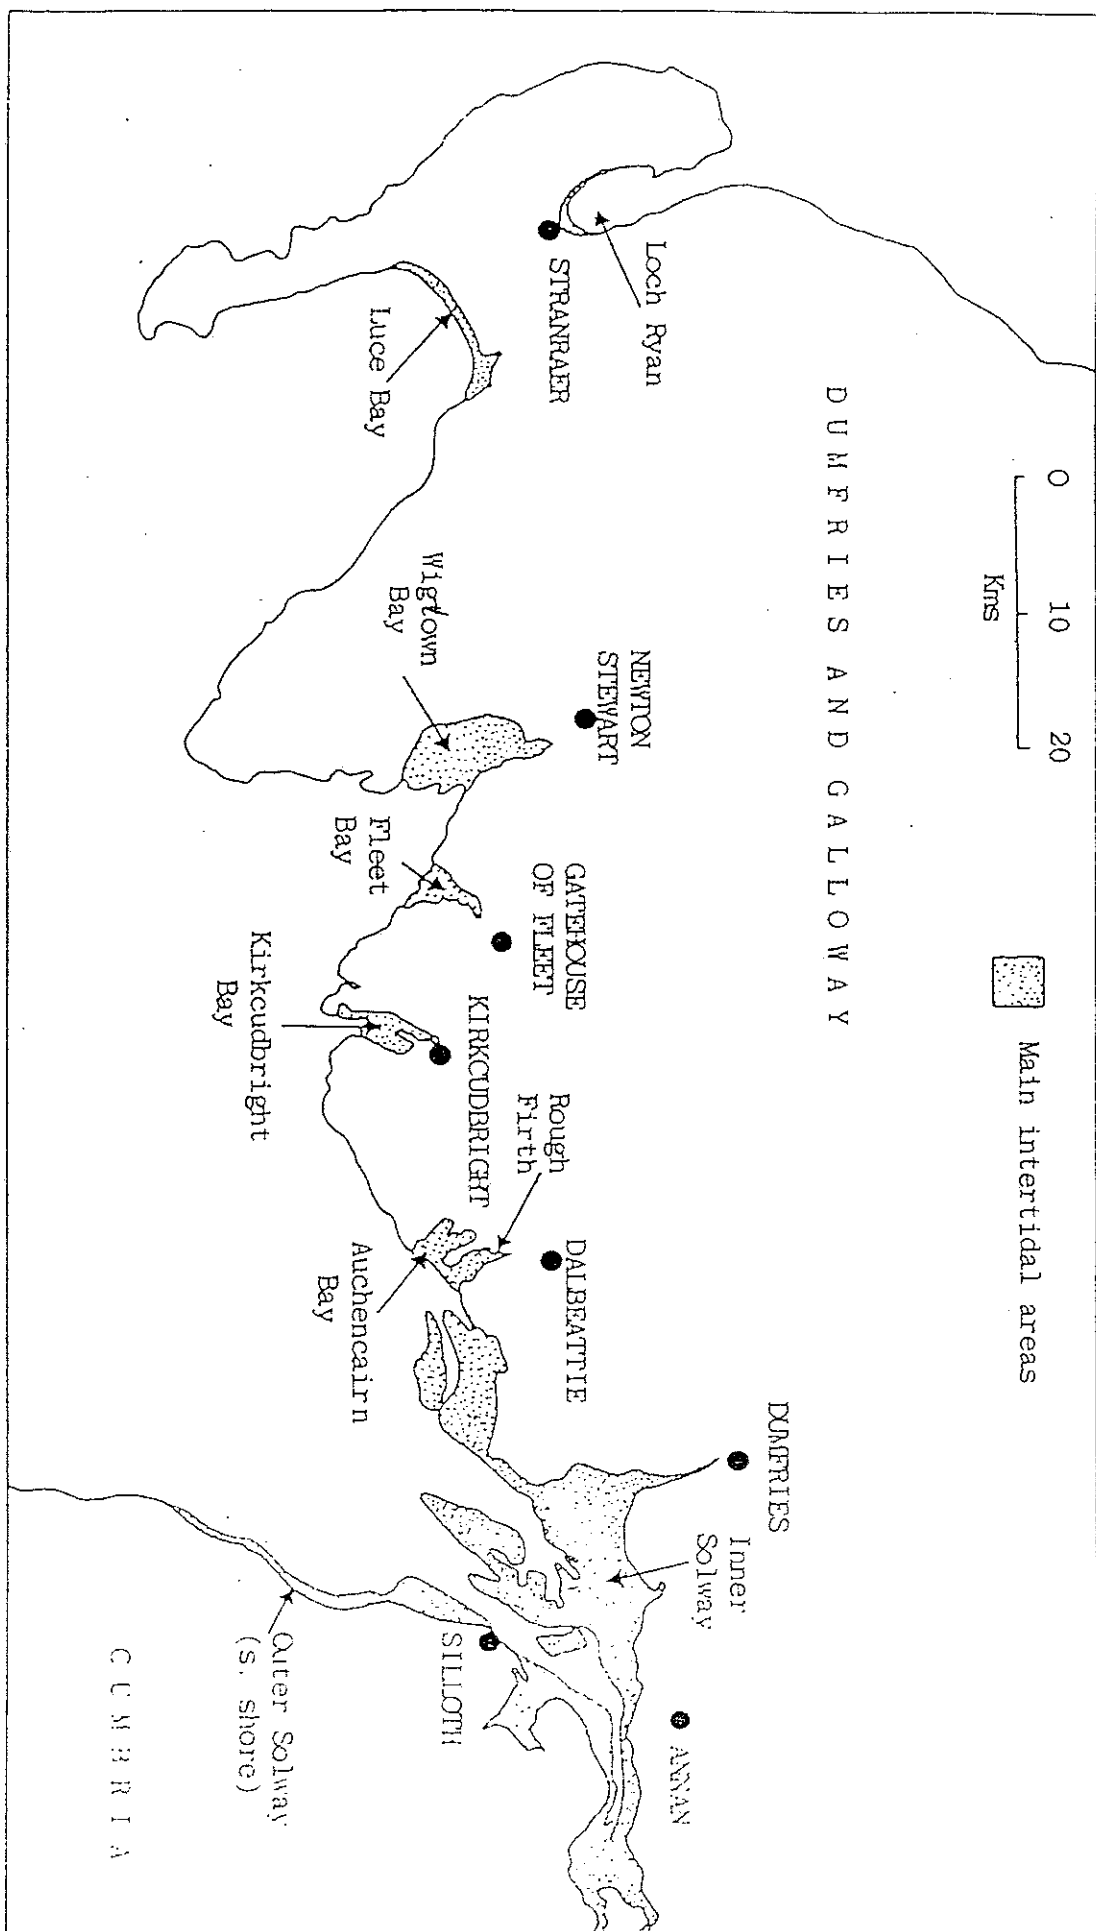 DUMFRIES AND GALLOWAY
0 10 20
Kms
Main intertidal areas
Loch Ryan
STRANRAER
Luce Bay
NEWTON
STEWART
Wigtown
Bay
GATEHOUSE
OF FLEET
Fleet
Bay
KIRKCUDBRIGHT
Kirkcudbright
Bay
Rough
Firth
DALBEATTIE
Auchencairn
Bay
DUMFRIES
Inner
Solway
ANNAN
SILLOTH
Outer Solway
(s. shore)
CUMBRIA